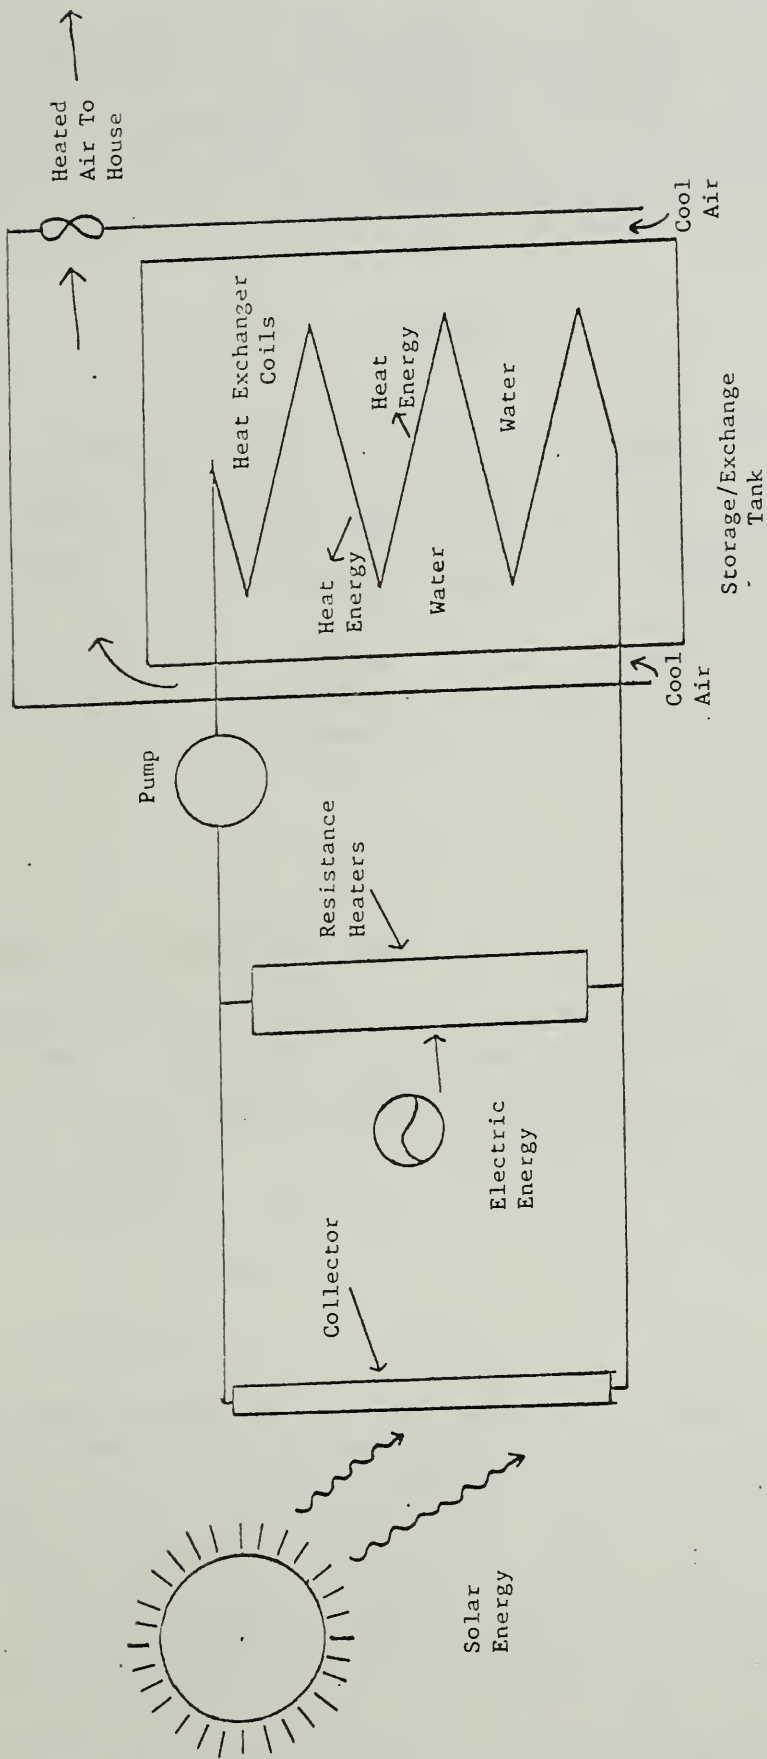 Solar
Energy
Collector
Electric
Energy
Resistance
Heaters
Pump
Cool
Air
Heat
Energy
Water
Heat Exchanger
Coils
Heat
Energy
Water
Storage/Exchange
Tank
Cool
Air
Heated
Air To
House